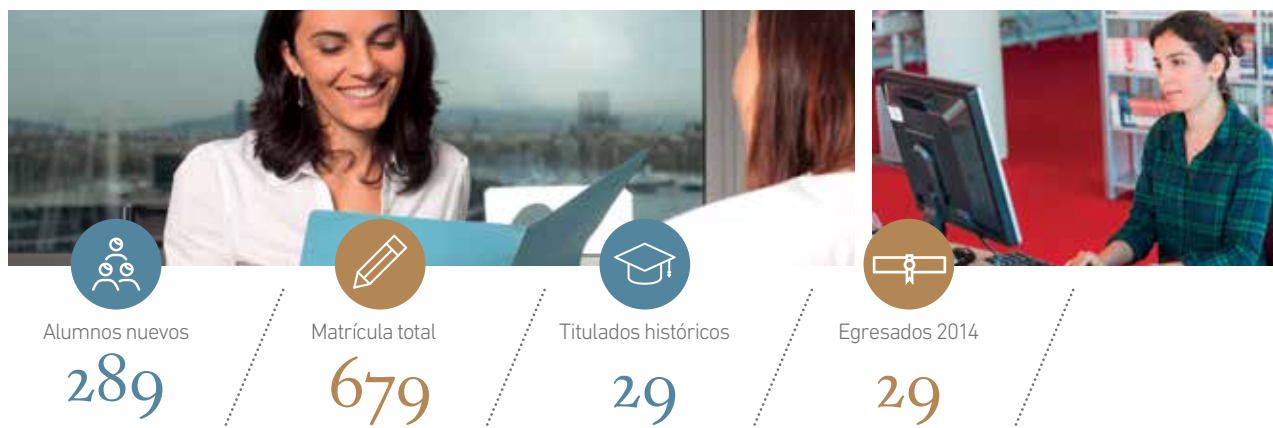 Alumnos nuevos
289
Matrícula total
679
Titulados históricos
29
Egresados 2014
29